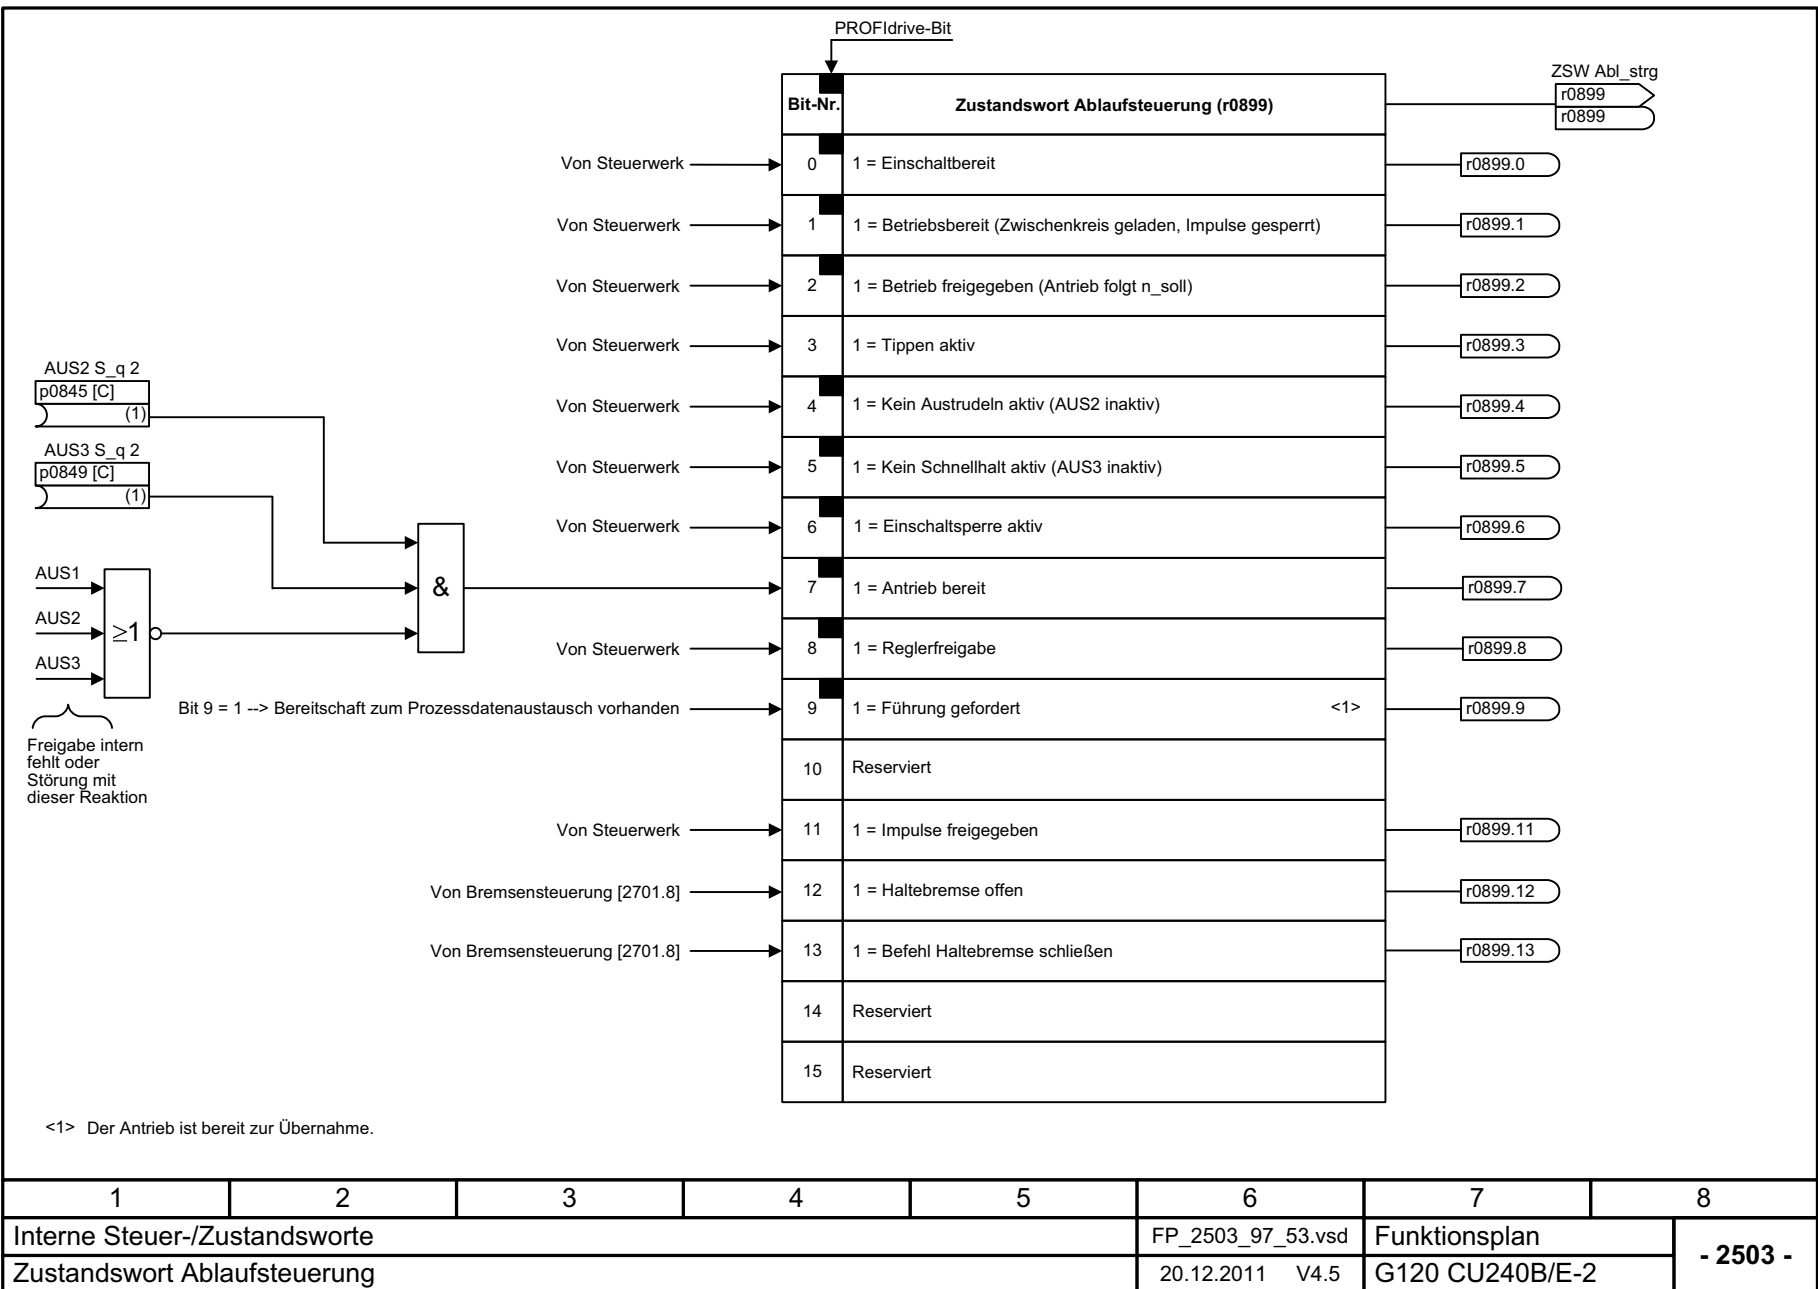 PROFIdrive-Bit
ZSW Abl_strg
r0899
r0899
Bit-Nr. Zustandswort Ablaufsteuerung (r0899)
Von Steuerwerk 0 1 = Einschaltbereit r0899.0
Von Steuerwerk 1 1 = Betriebsbereit (Zwischenkreis geladen, Impulse gesperrt) r0899.1
Von Steuerwerk 2 1 = Betrieb freigegeben (Antrieb folgt n_soll) r0899.2
Von Steuerwerk 3 1 = Tippen aktiv r0899.3
AUS2 S_q 2
p0845 [C]
(1)
Von Steuerwerk 4 1 = Kein Austrudeln aktiv (AUS2 inaktiv) r0899.4
AUS3 S_q 2
p0849 [C]
(1)
Von Steuerwerk 5 1 = Kein Schnellhalt aktiv (AUS3 inaktiv) r0899.5
Von Steuerwerk 6 1 = Einschaltsperre aktiv r0899.6
AUS1
AUS2
AUS3
≥1
&
7 1 = Antrieb bereit r0899.7
Von Steuerwerk 8 1 = Reglerfreigabe r0899.8
Bit 9 = 1 --> Bereitschaft zum Prozessdatenaustausch vorhanden 9 1 = Führung gefordert <1> r0899.9
Freigabe intern
fehlt oder
Störung mit
dieser Reaktion
10 Reserviert
Von Steuerwerk 11 1 = Impulse freigegeben r0899.11
Von Bremsensteuerung [2701.8] 12 1 = Haltebremse offen r0899.12
Von Bremsensteuerung [2701.8] 13 1 = Befehl Haltebremse schließen r0899.13
14 Reserviert
15 Reserviert
<1> Der Antrieb ist bereit zur Übernahme.
1 2 3 4 5 6 7 8
Interne Steuer-/Zustandsworte FP_2503_97_53.vsd Funktionsplan
- 2503 -
Zustandswort Ablaufsteuerung 20.12.2011 V4.5 G120 CU240B/E-2